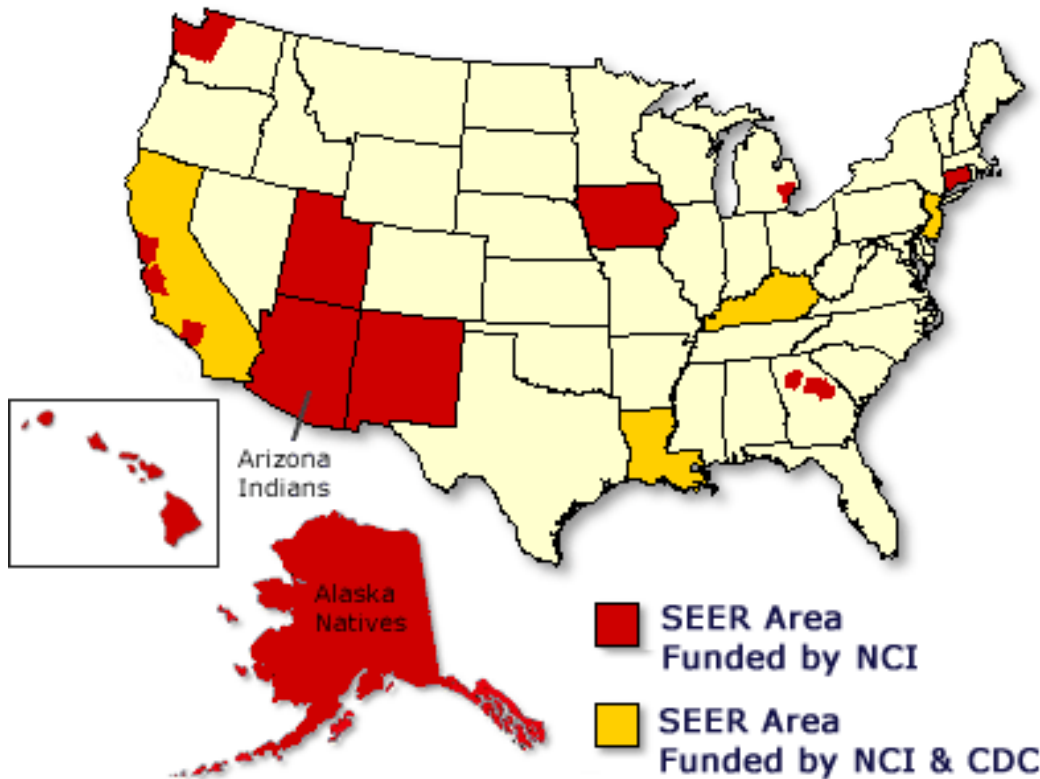 Arizona
Indians
Alaska
Natives
SEER Area
Funded by NCI
SEER Area
Funded by NCI & CDC